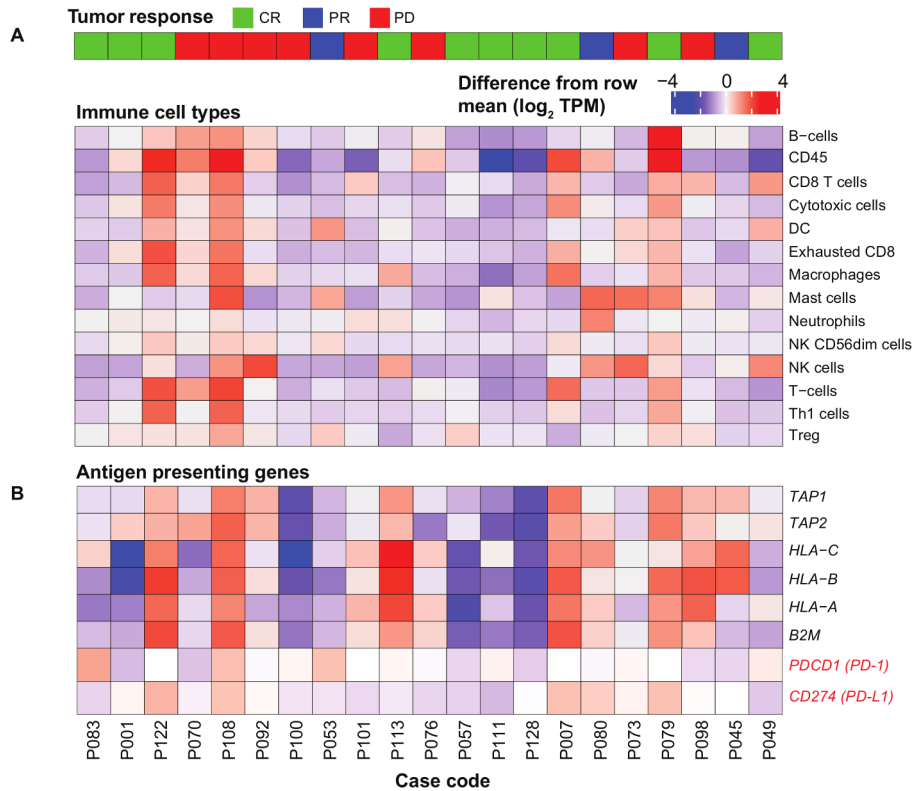 Tumor response CR PR PD
A
Difference from row mean (log2 TPM)
−4 0 4
Immune cell types
B−cells
CD45
CD8 T cells
Cytotoxic cells
DC
Exhausted CD8
Macrophages
Mast cells
Neutrophils
NK CD56dim cells
NK cells
T−cells
Th1 cells
Treg
Antigen presenting genes
B
TAP1
TAP2
HLA−C
HLA−B
HLA−A
B2M
PDCD1 (PD-1)
CD274 (PD-L1)
P083 P001 P122 P070 P108 P092 P100 P053 P101 P113 P076 P057 P111 P128 P007 P080 P073 P079 P098 P045 P049
Case code